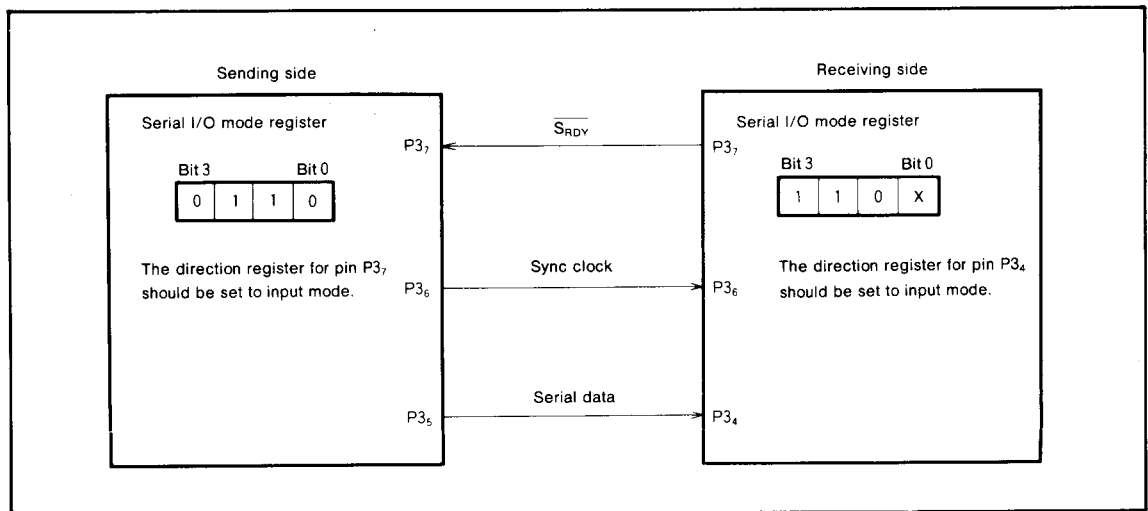 Sending side
Serial I/O mode register
Bit 3 Bit 0
0 1 1 0
The direction register for pin P3₇
should be set to input mode.
P3₇
P3₆
P3₅
S̅R̅D̅Y̅
Sync clock
Serial data
Receiving side
P3₇
Serial I/O mode register
Bit 3 Bit 0
1 1 0 X
The direction register for pin P3₄
should be set to input mode.
P3₆
P3₄